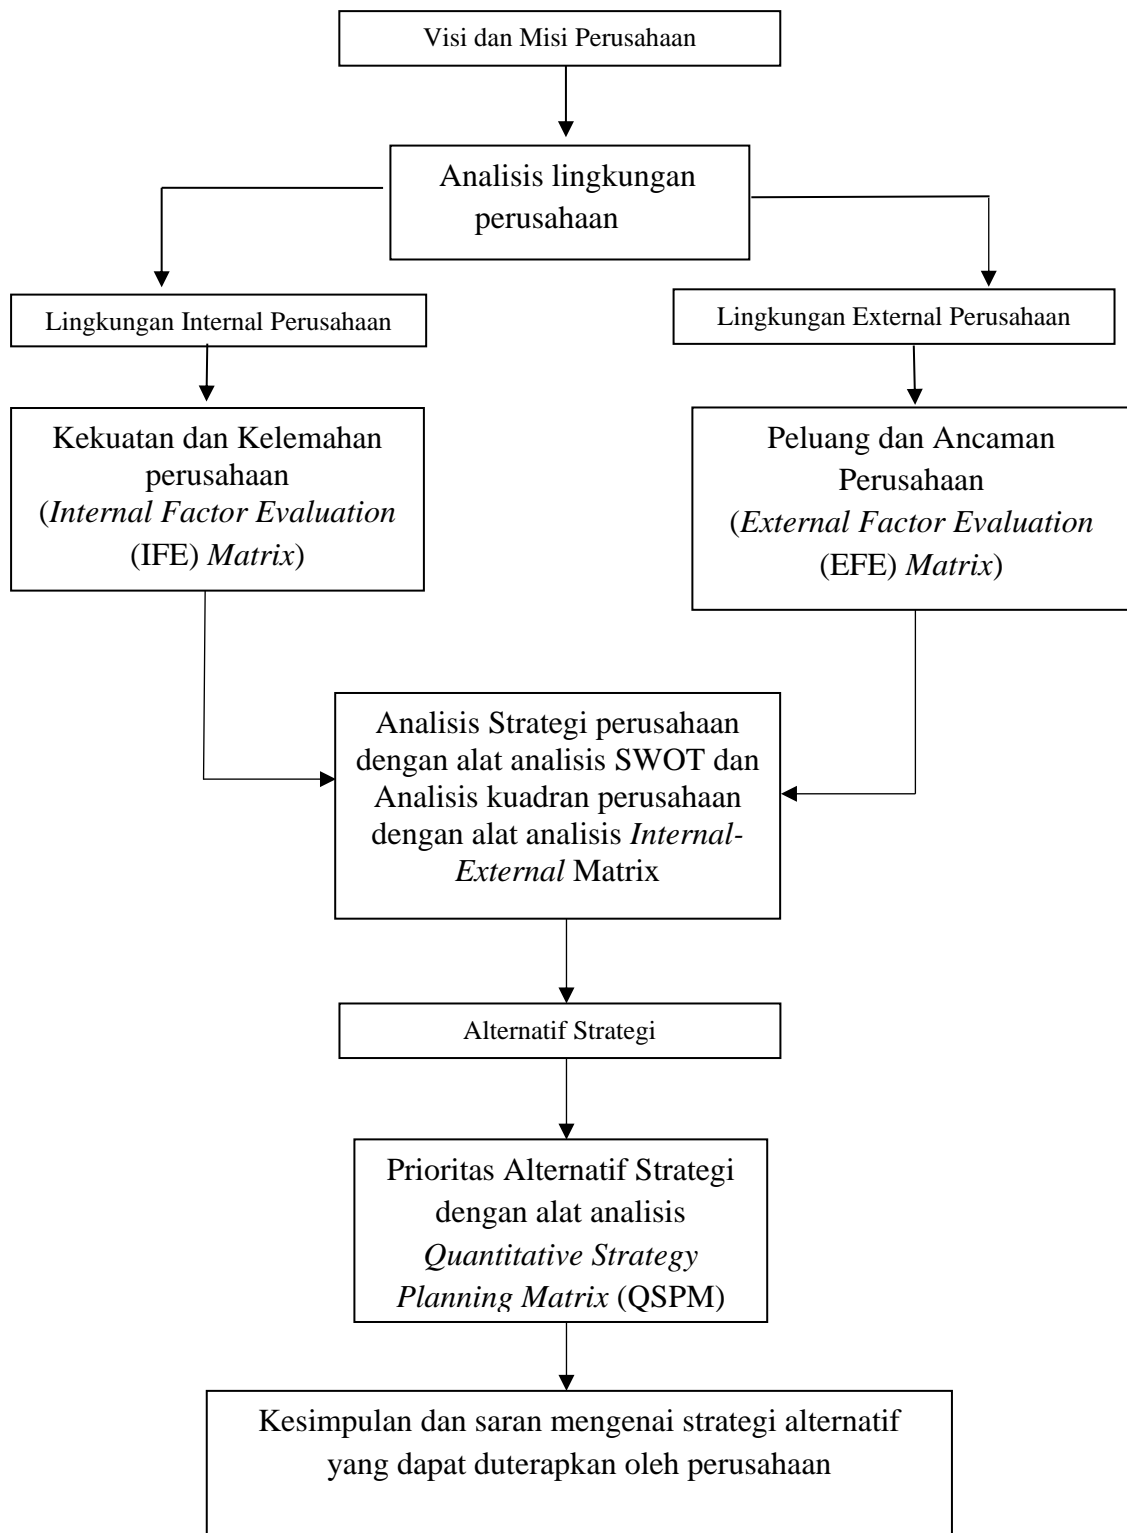 Visi dan Misi Perusahaan
Analisis lingkungan
perusahaan
Lingkungan Internal Perusahaan
Lingkungan External Perusahaan
Kekuatan dan Kelemahan
perusahaan
(Internal Factor Evaluation
(IFE) Matrix)
Peluang dan Ancaman
Perusahaan
(External Factor Evaluation
(EFE) Matrix)
Analisis Strategi perusahaan
dengan alat analisis SWOT dan
Analisis kuadran perusahaan
dengan alat analisis Internal-
External Matrix
Alternatif Strategi
Prioritas Alternatif Strategi
dengan alat analisis
Quantitative Strategy
Planning Matrix (QSPM)
Kesimpulan dan saran mengenai strategi alternatif
yang dapat duterapkan oleh perusahaan